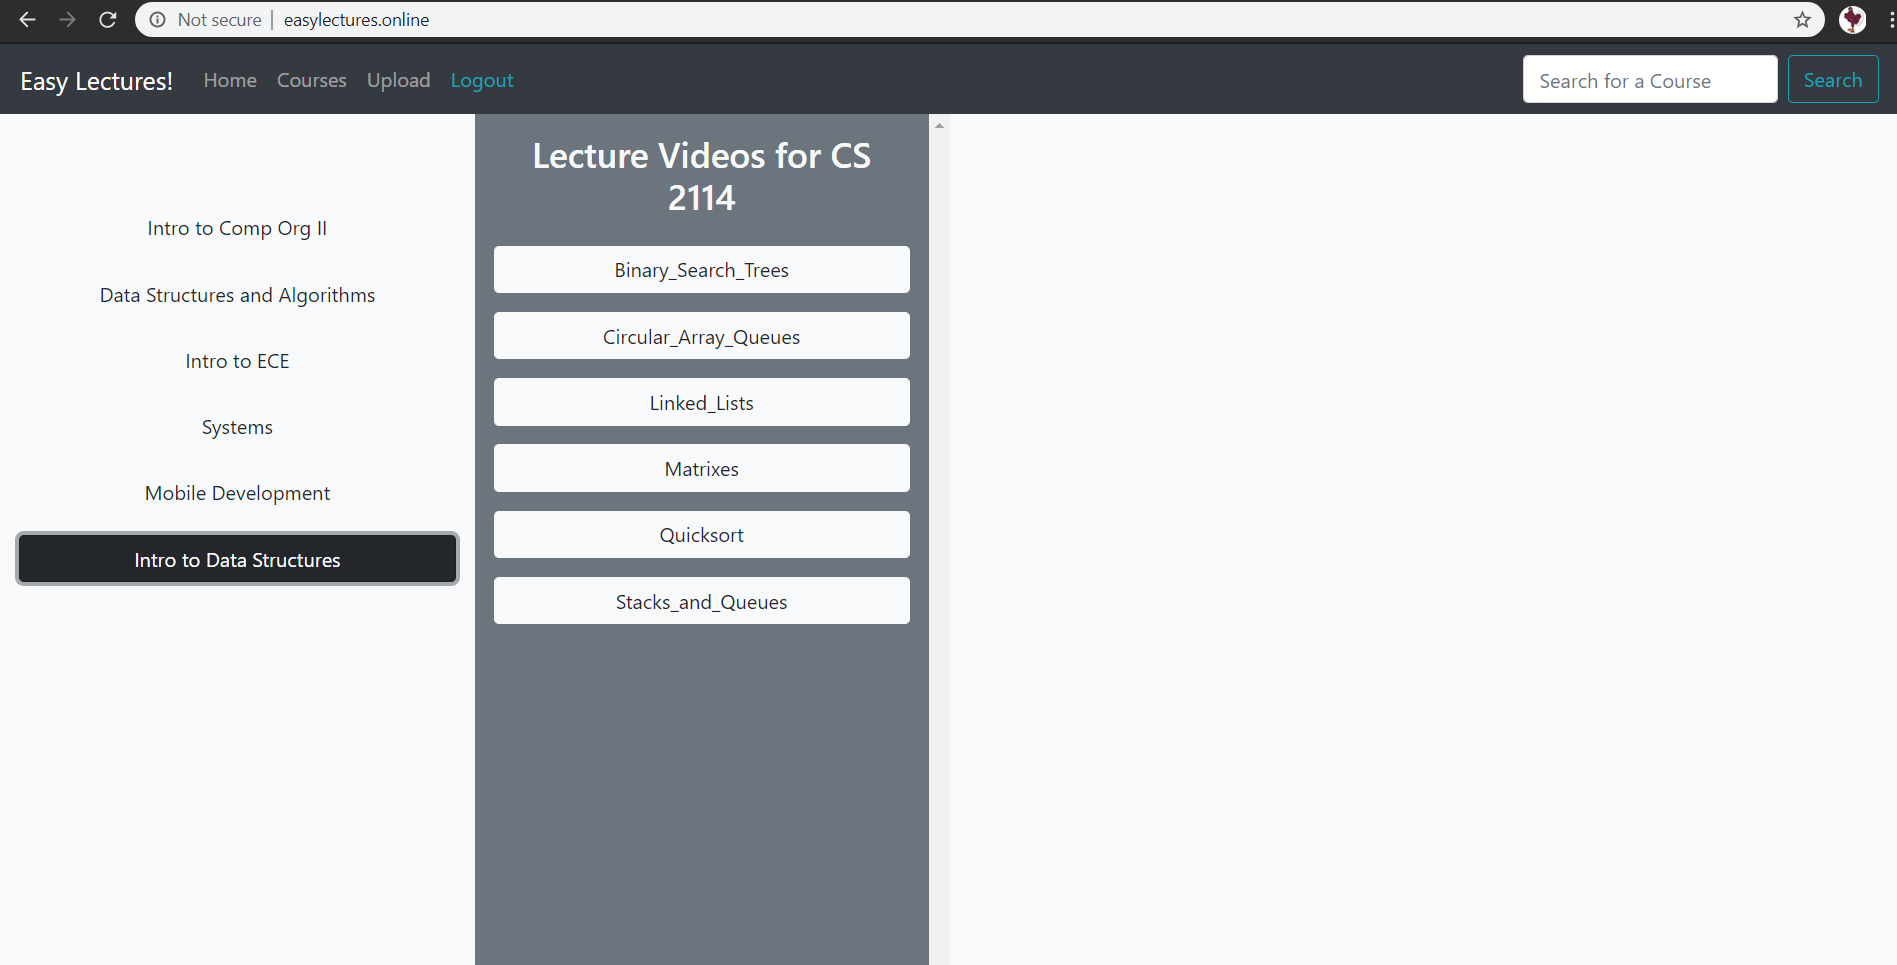 Not secure | easylectures.online
Easy Lectures! Home Courses Upload Logout Search for a Course Search
Lecture Videos for CS
2114
Intro to Comp Org II
Data Structures and Algorithms
Intro to ECE
Systems
Mobile Development
Intro to Data Structures
Binary_Search_Trees
Circular_Array_Queues
Linked_Lists
Matrixes
Quicksort
Stacks_and_Queues